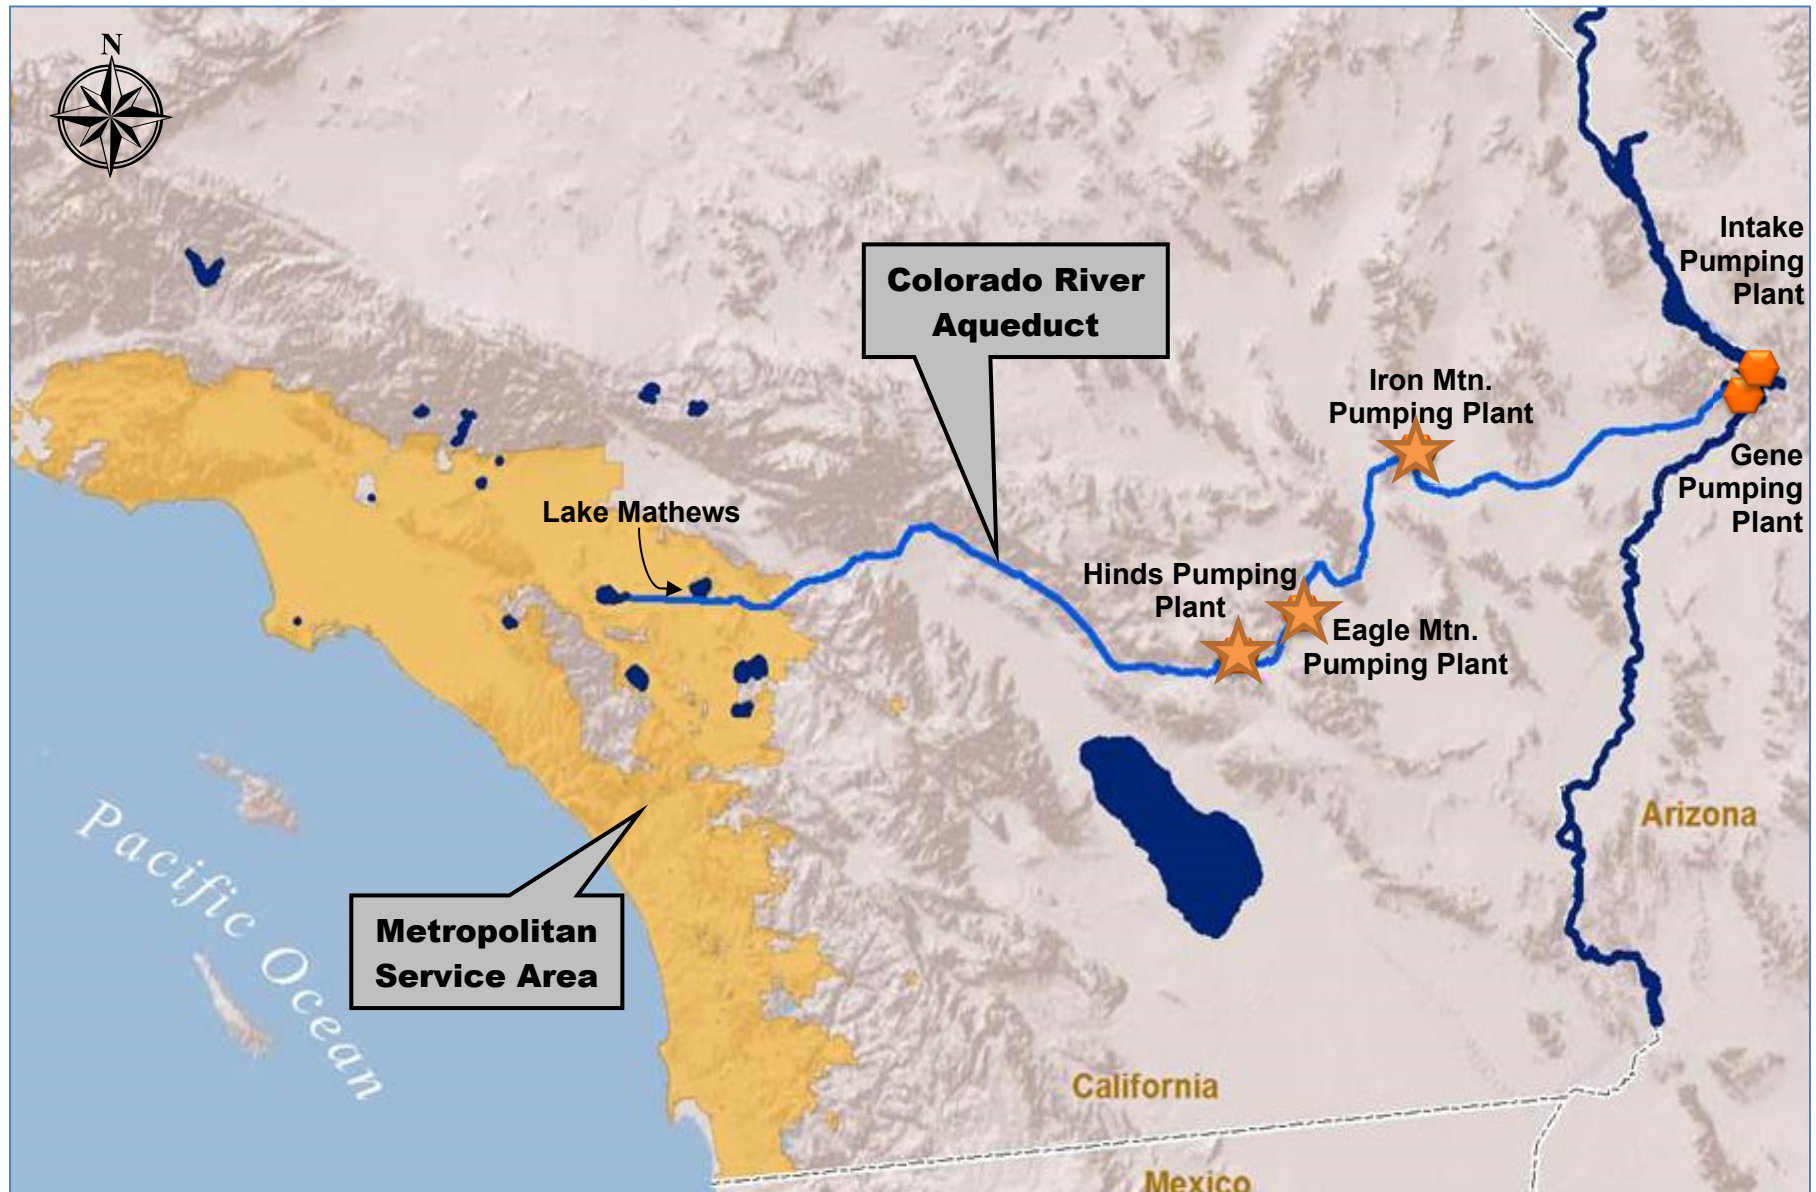 N
Intake
Pumping
Plant
Colorado River
Aqueduct
Iron Mtn.
Pumping Plant
Gene
Pumping
Plant
Lake Mathews
Hinds Pumping
Plant
Eagle Mtn.
Pumping Plant
Arizona
Pacific Ocean
Metropolitan
Service Area
California
Mexico